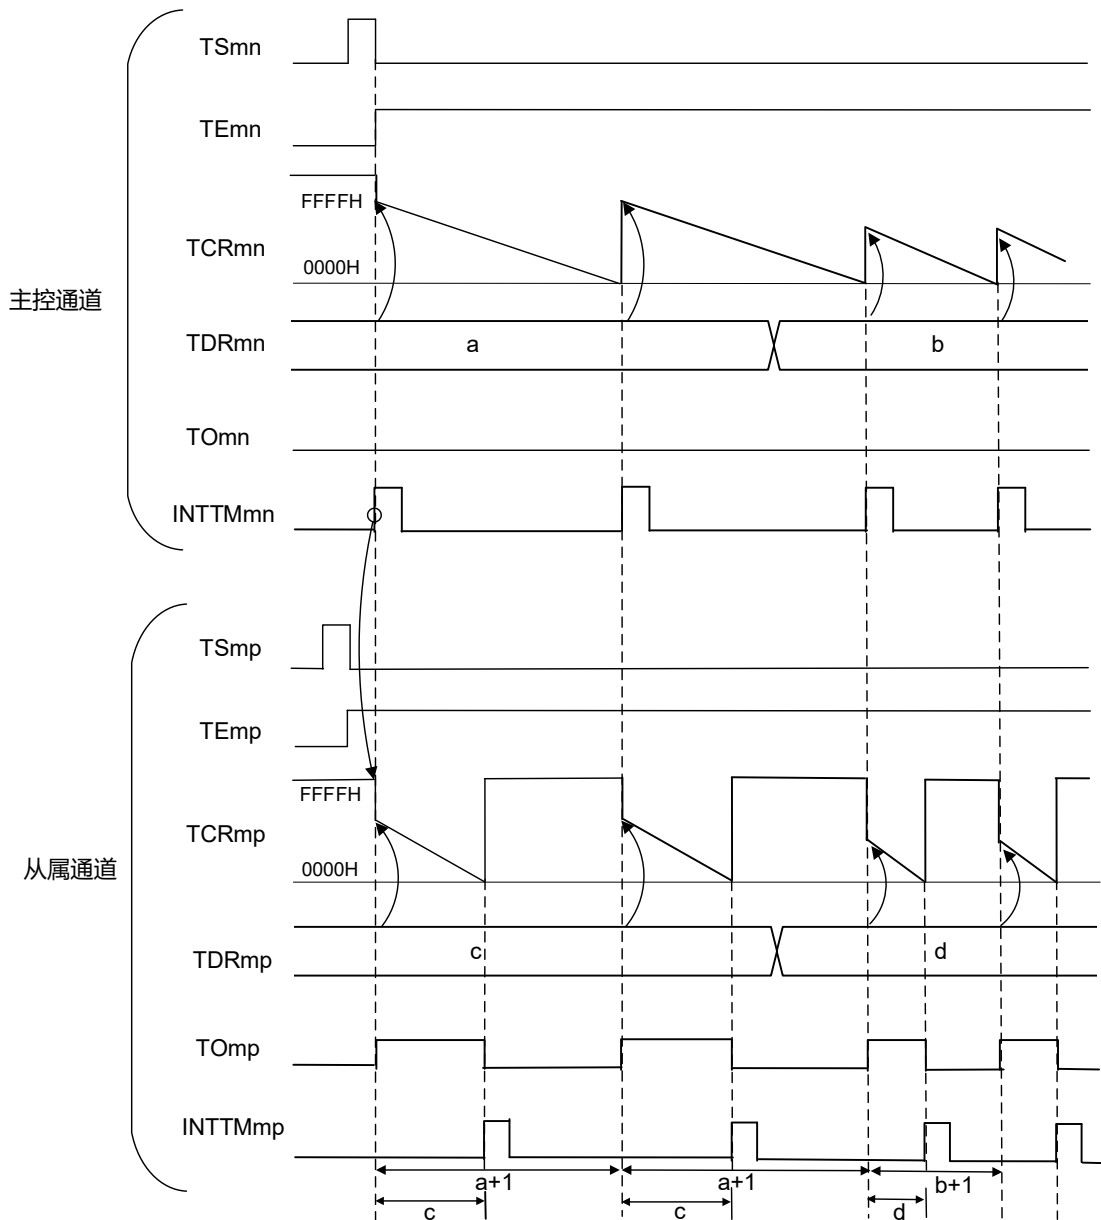 TSmn
TEmn
FFFFH
TCRmn
0000H
主控通道
TDRmn
a
b
TOmn
INTTMmn
TSmp
TEmp
FFFFH
TCRmp
从属通道
0000H
TDRmp
c
d
TOmp
INTTMmp
a+1
a+1
b+1
c
c
d